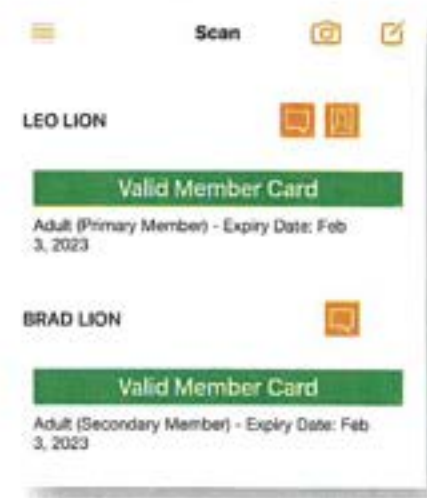 Scan
LEO LION
Valid Member Card
Adult (Primary Member) - Expiry Date: Feb
3, 2023
BRAD LION
Valid Member Card
Adult (Secondary Member) - Expiry Date: Feb
3, 2023